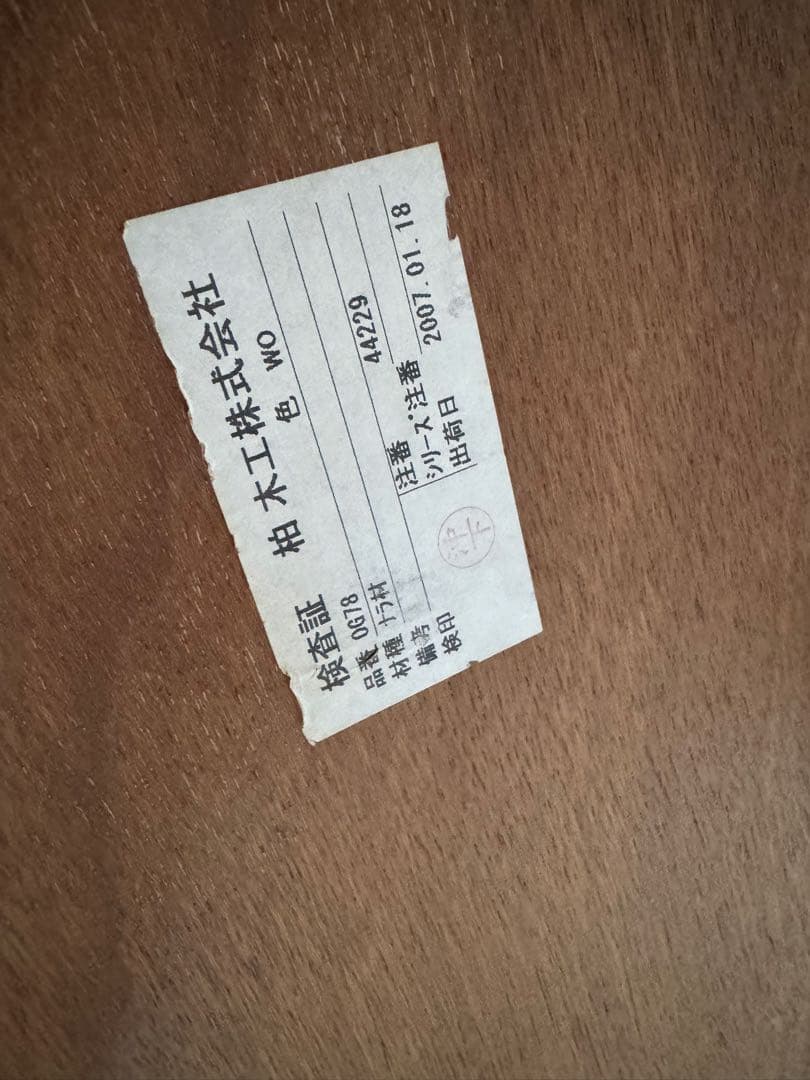 検査証 柏木工株式会社
品番 OG78 色 WO
材種 ナラ材
備考 注番 44229
シリーズ・注番
検印 出荷日 2007.01.18